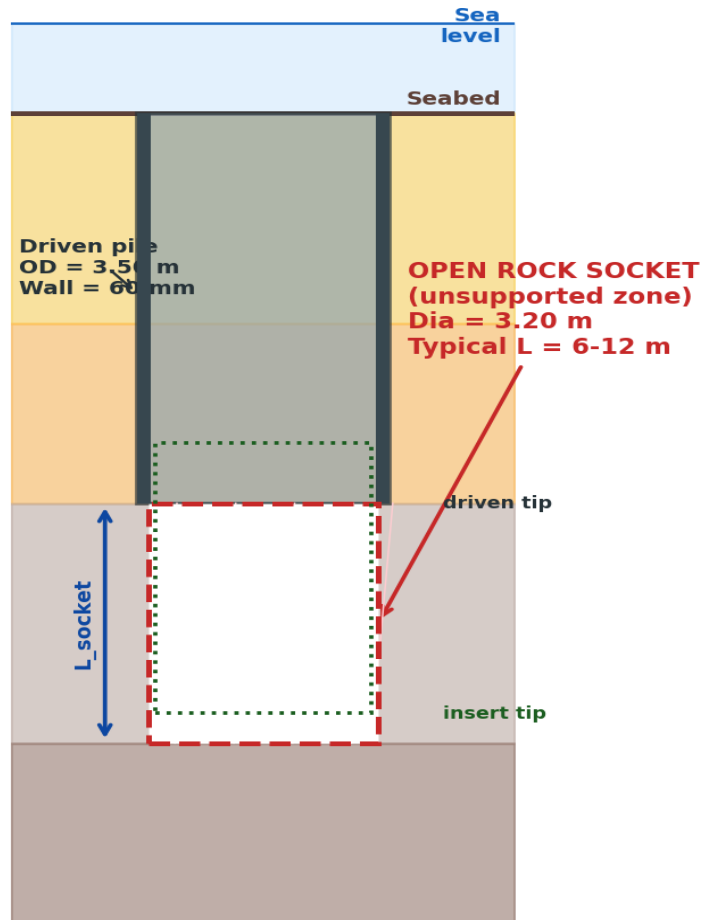 Sea
level
Seabed
Driven pile
OD = 3.50 m
Wall = 60 mm
OPEN ROCK SOCKET
(unsupported zone)
Dia = 3.20 m
Typical L = 6-12 m
driven tip
L_socket
insert tip